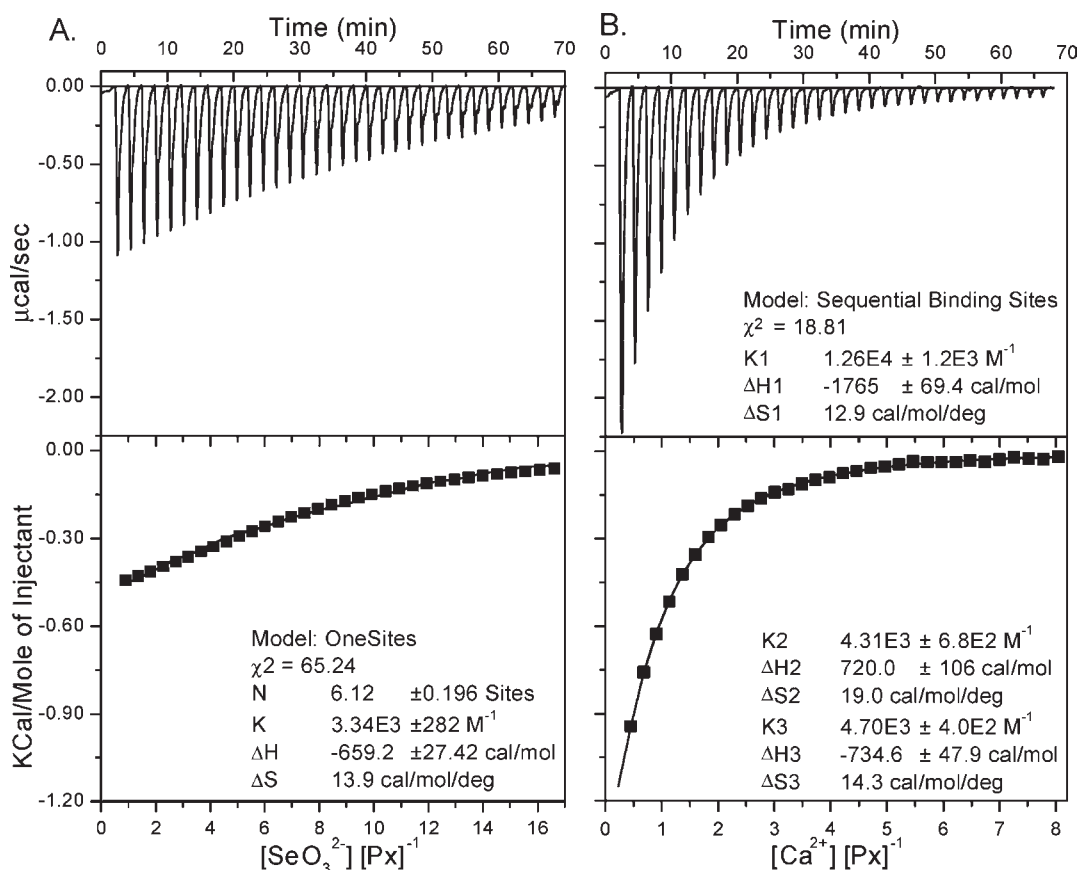 A.
Time (min)
0 10 20 30 40 50 60 70
0.00
-0.50
-1.00
-1.50
-2.00
μcal/sec
0.00
-0.30
-0.60
-0.90
-1.20
KCal/Mole of Injectant
Model: OneSites
χ2 = 65.24
N 6.12 ±0.196 Sites
K 3.34E3 ±282 M⁻¹
ΔH -659.2 ±27.42 cal/mol
ΔS 13.9 cal/mol/deg
0 2 4 6 8 10 12 14 16
[SeO₃²⁻] [Px]⁻¹
B.
Time (min)
0 10 20 30 40 50 60 70
Model: Sequential Binding Sites
χ² = 18.81
K1 1.26E4 ± 1.2E3 M⁻¹
ΔH1 -1765 ± 69.4 cal/mol
ΔS1 12.9 cal/mol/deg
K2 4.31E3 ± 6.8E2 M⁻¹
ΔH2 720.0 ± 106 cal/mol
ΔS2 19.0 cal/mol/deg
K3 4.70E3 ± 4.0E2 M⁻¹
ΔH3 -734.6 ± 47.9 cal/mol
ΔS3 14.3 cal/mol/deg
0 1 2 3 4 5 6 7 8
[Ca²⁺] [Px]⁻¹